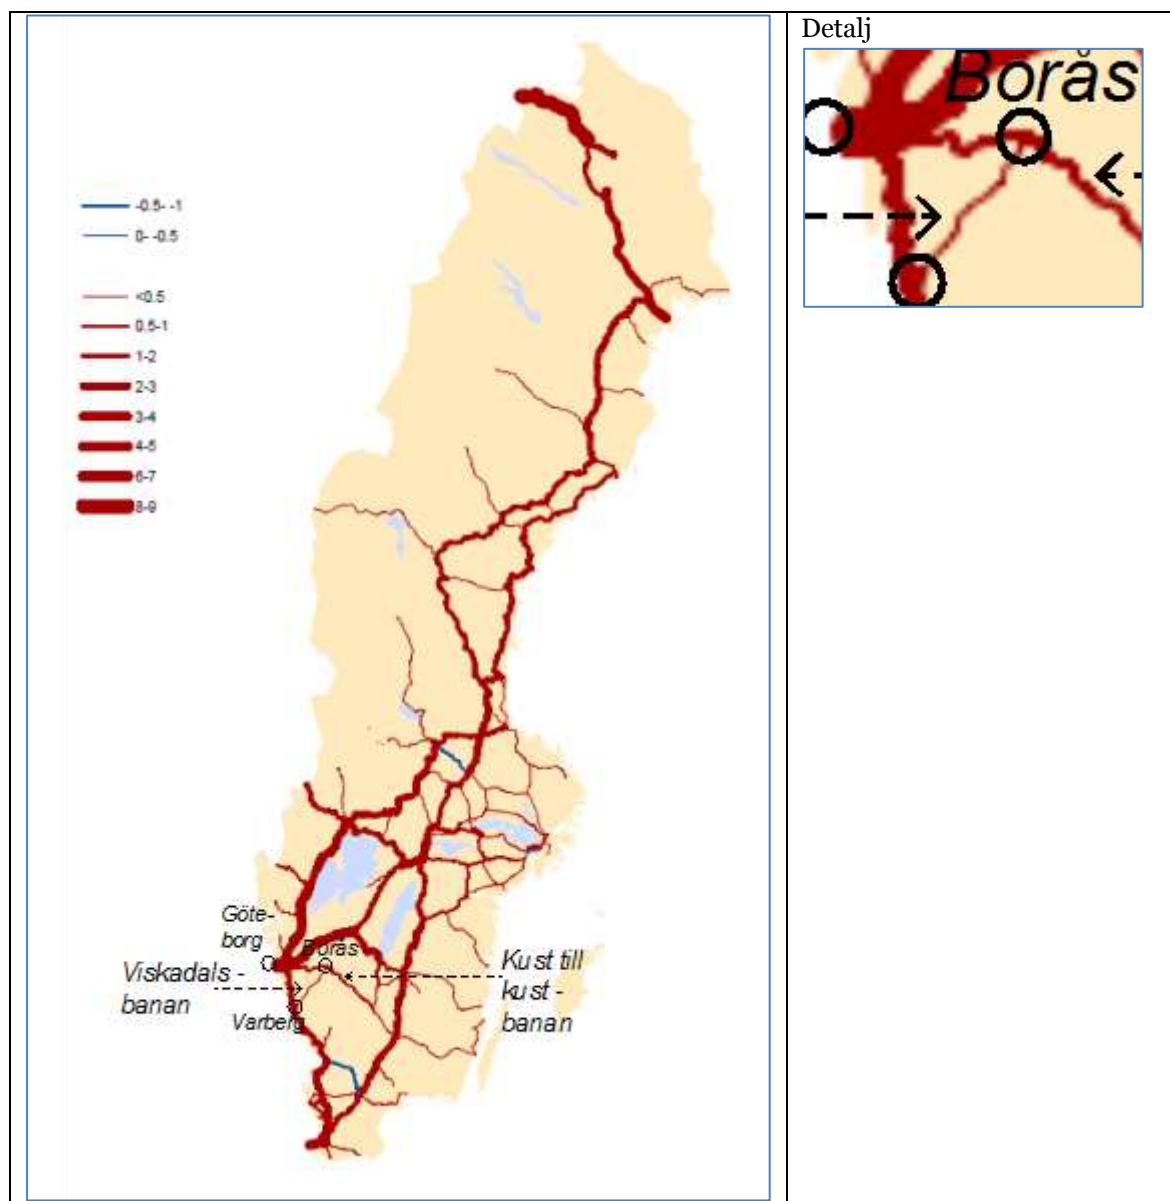 Detalj
Borås
-0.5- -1
0- -0.5
<0.5
0.5-1
1-2
2-3
3-4
4-5
6-7
8-9
Göte-
borg
Borås
Viskadals -
banan
Varberg
Kust till
kust -
banan